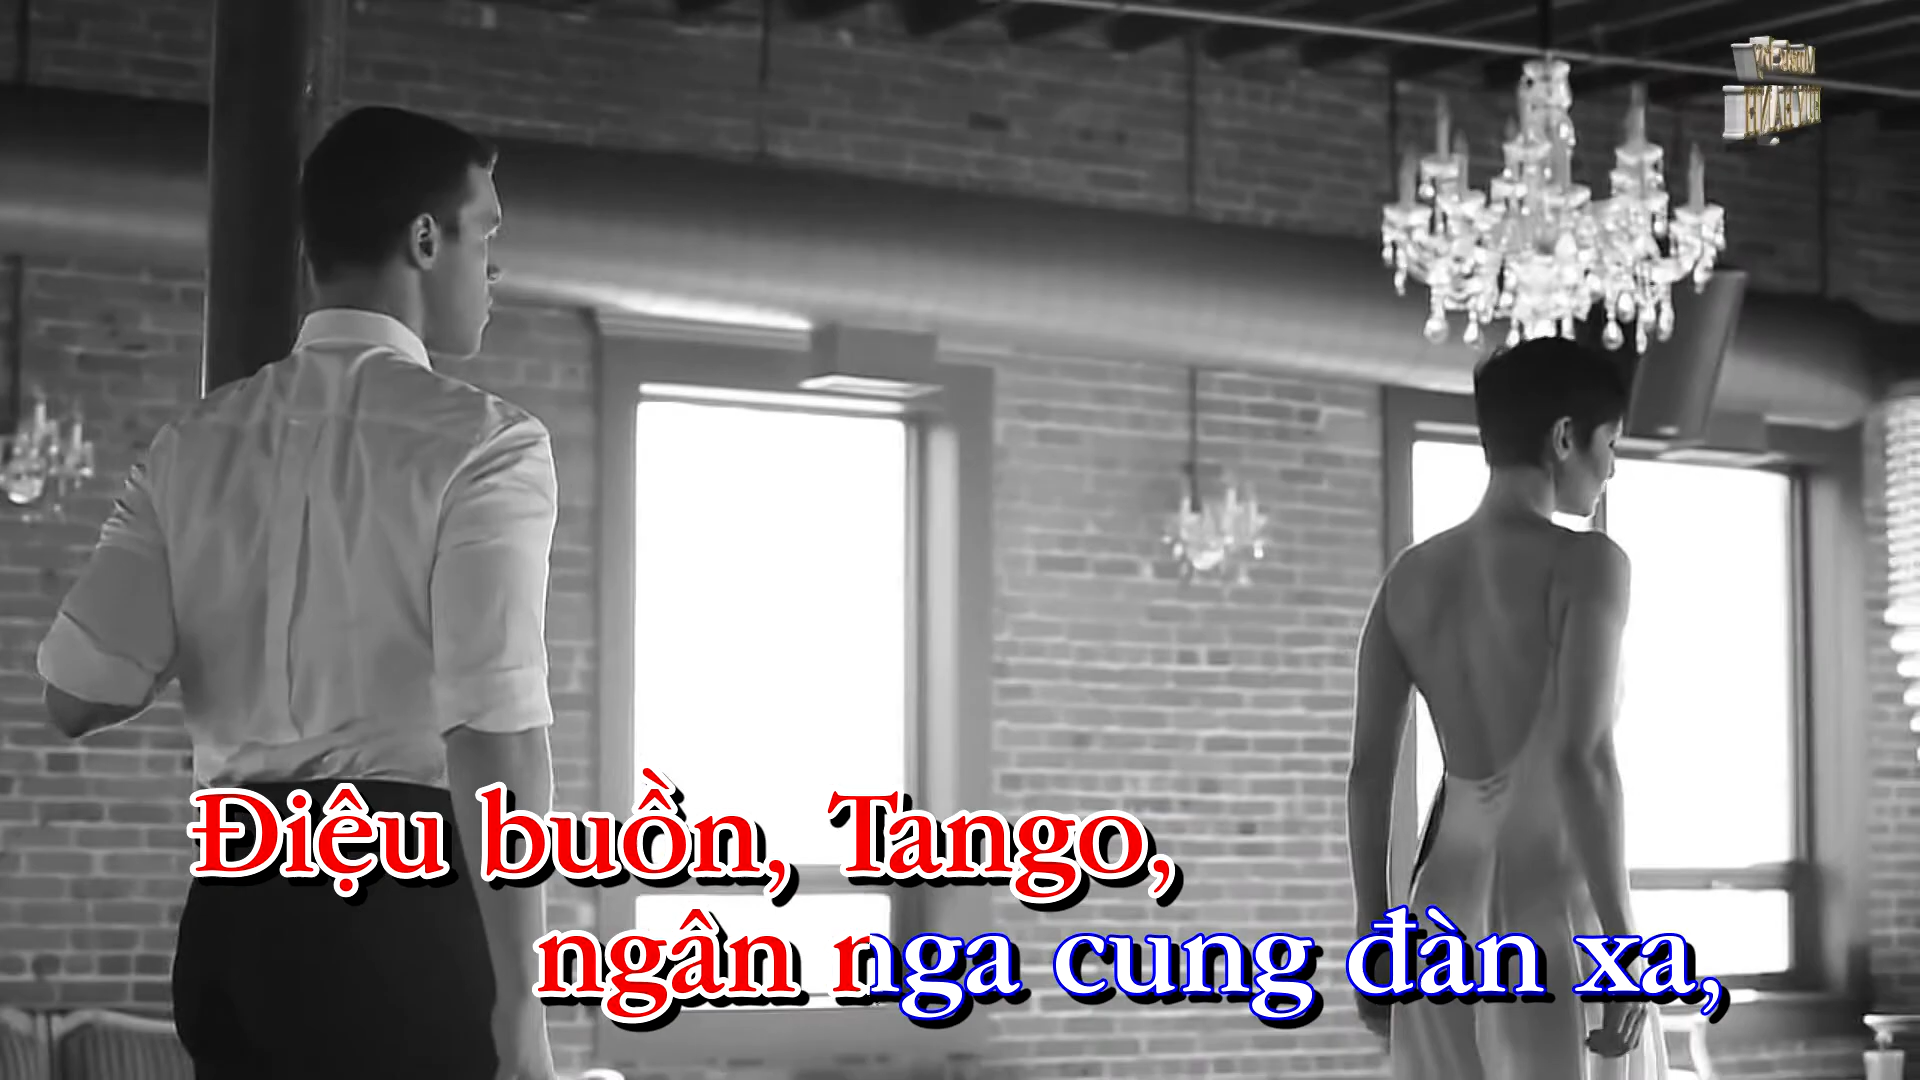 Điệu buồn, Tango,
ngân nga cung đàn xa,